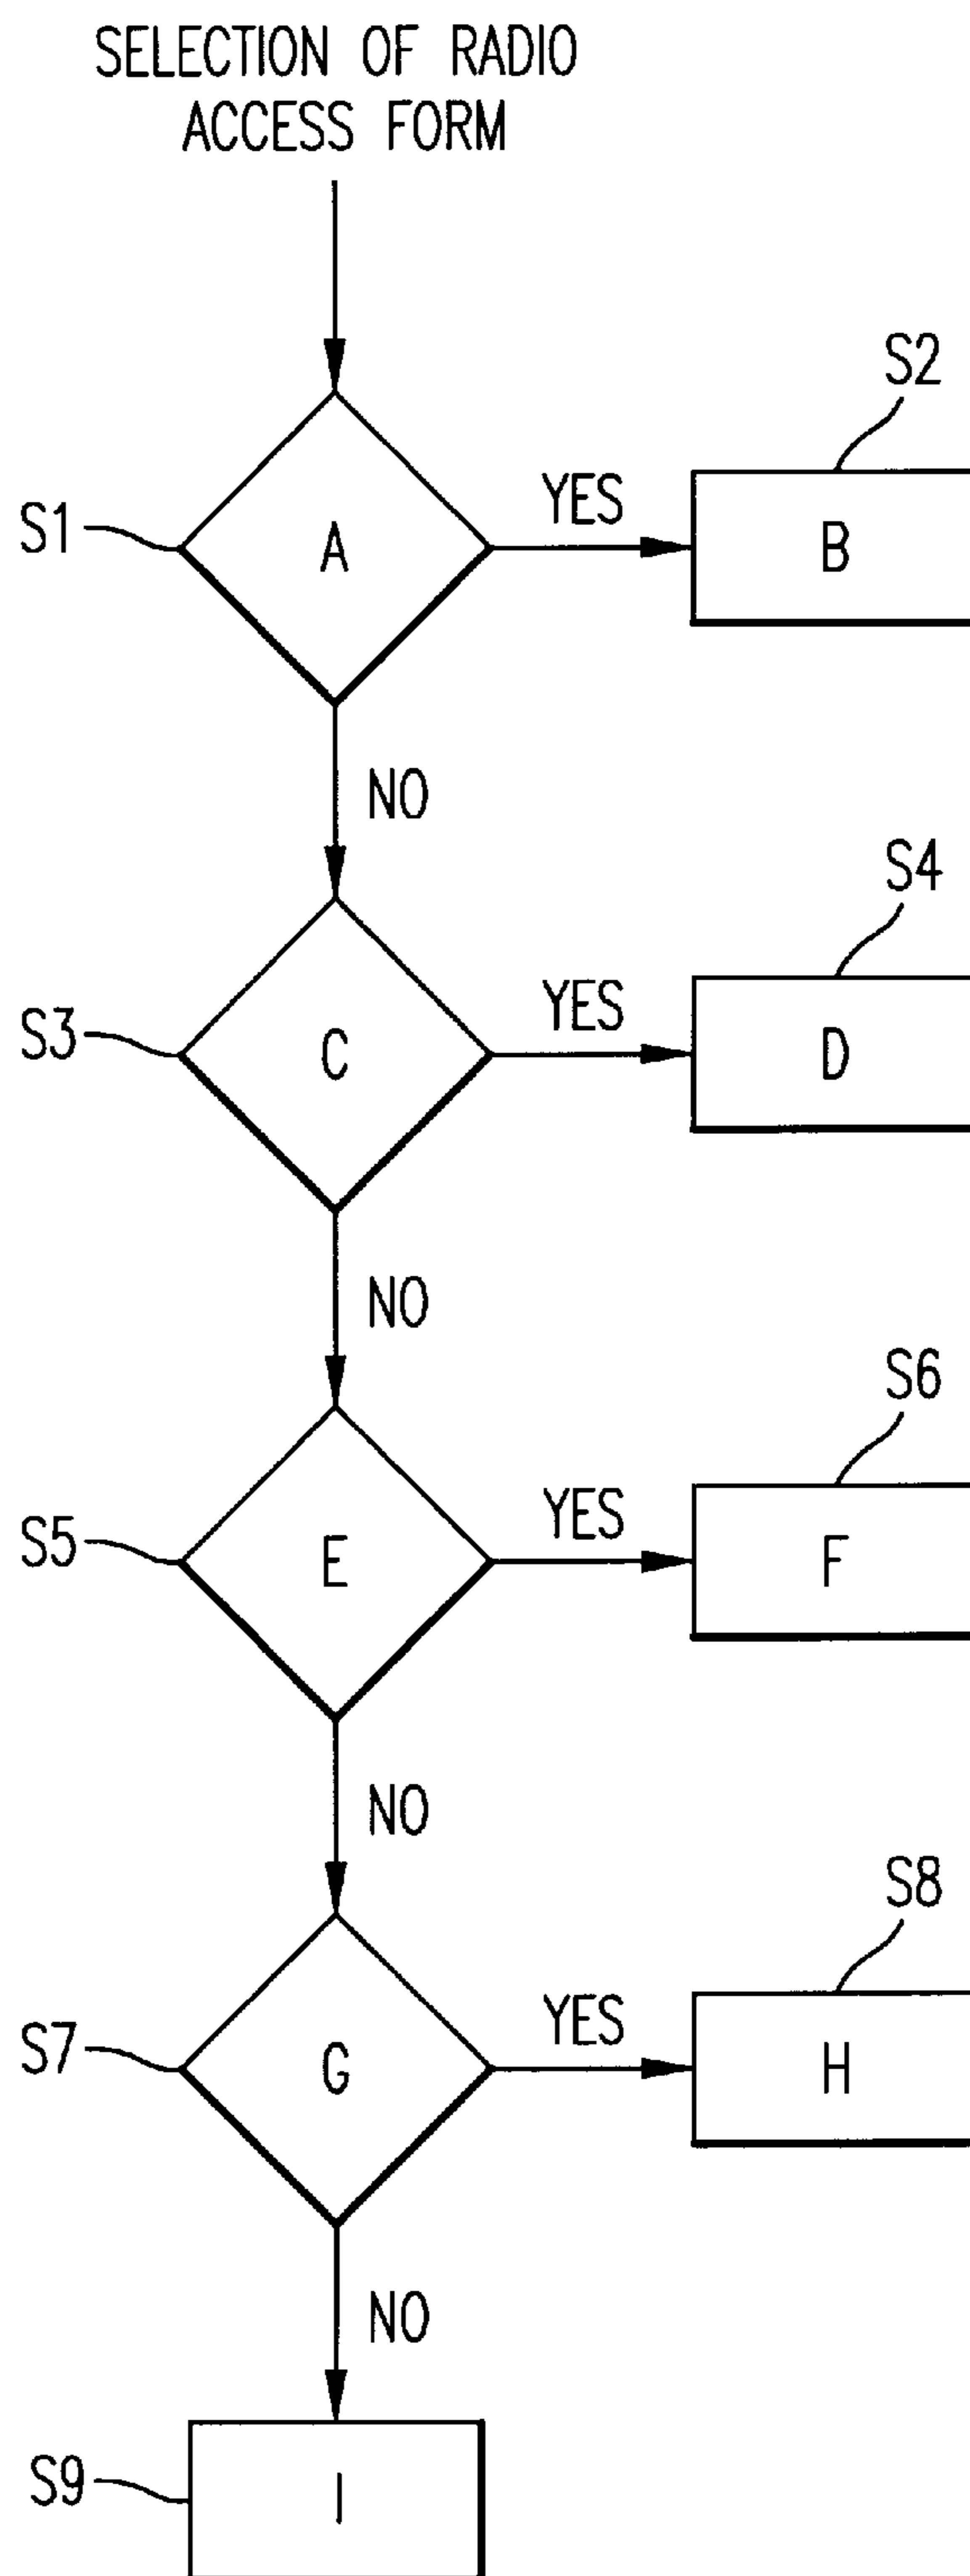 SELECTION OF RADIO
ACCESS FORM
S2
S1
A
YES
B
NO
S4
S3
C
YES
D
NO
S6
S5
E
YES
F
NO
S8
S7
G
YES
H
NO
S9
I